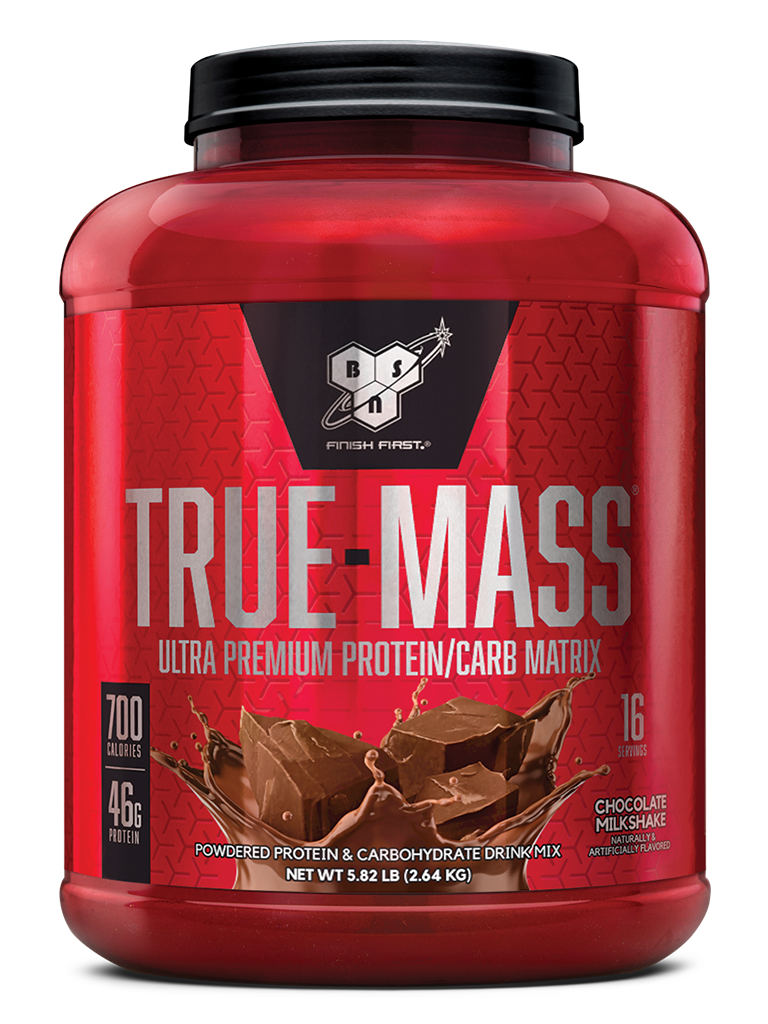 BSN
FINISH FIRST.®
TRUE-MASS®
ULTRA PREMIUM PROTEIN/CARB MATRIX
700
CALORIES
46G
PROTEIN
16
SERVINGS
CHOCOLATE
MILKSHAKE
NATURALLY &
ARTIFICIALLY FLAVORED
POWDERED PROTEIN & CARBOHYDRATE DRINK MIX
NET WT 5.82 LB (2.64 KG)